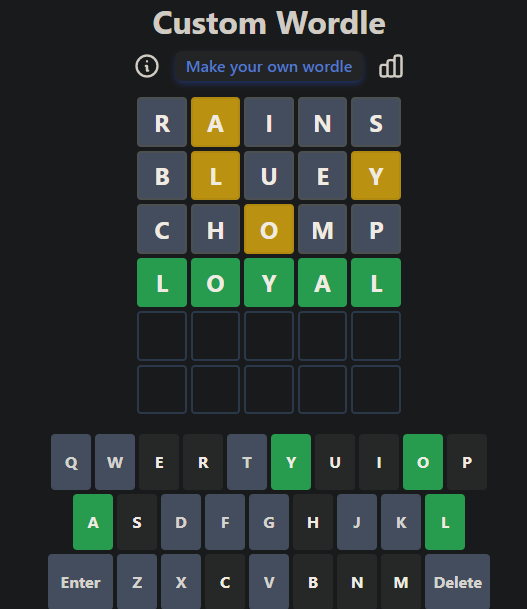 Custom Wordle
Make your own wordle
R A I N S
B L U E Y
C H O M P
L O Y A L
Q W E R T Y U I O P
A S D F G H J K L
Enter Z X C V B N M Delete